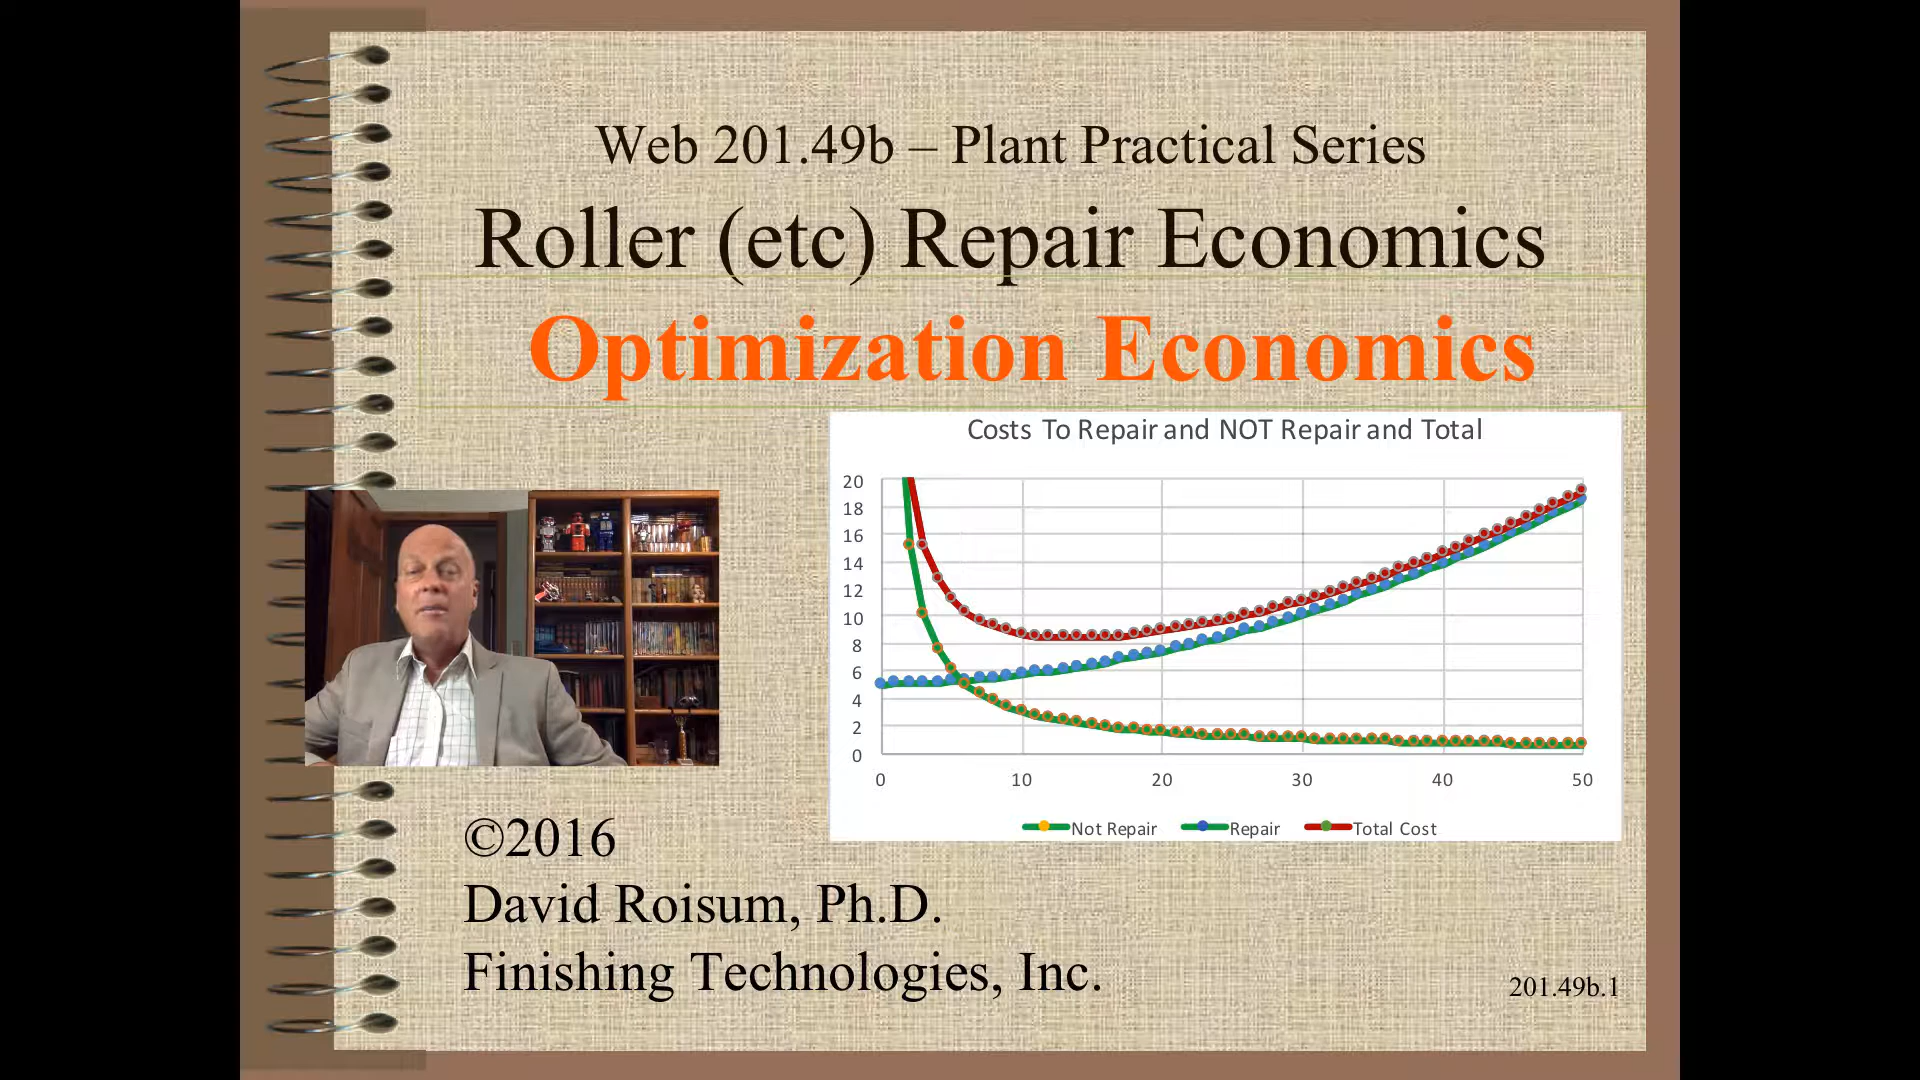 Web 201.49b – Plant Practical Series
Roller (etc) Repair Economics
Optimization Economics
Costs To Repair and NOT Repair and Total
20
18
16
14
12
10
8
6
4
2
0
0 10 20 30 40 50
Not Repair Repair Total Cost
©2016
David Roisum, Ph.D.
Finishing Technologies, Inc.
201.49b.1